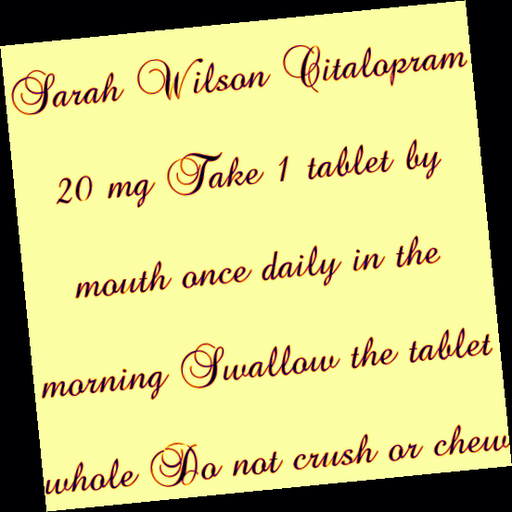 Sarah Wilson Citalopram
20 mg Take 1 tablet by
mouth once daily in the
morning Swallow the tablet
whole Do not crush or chew